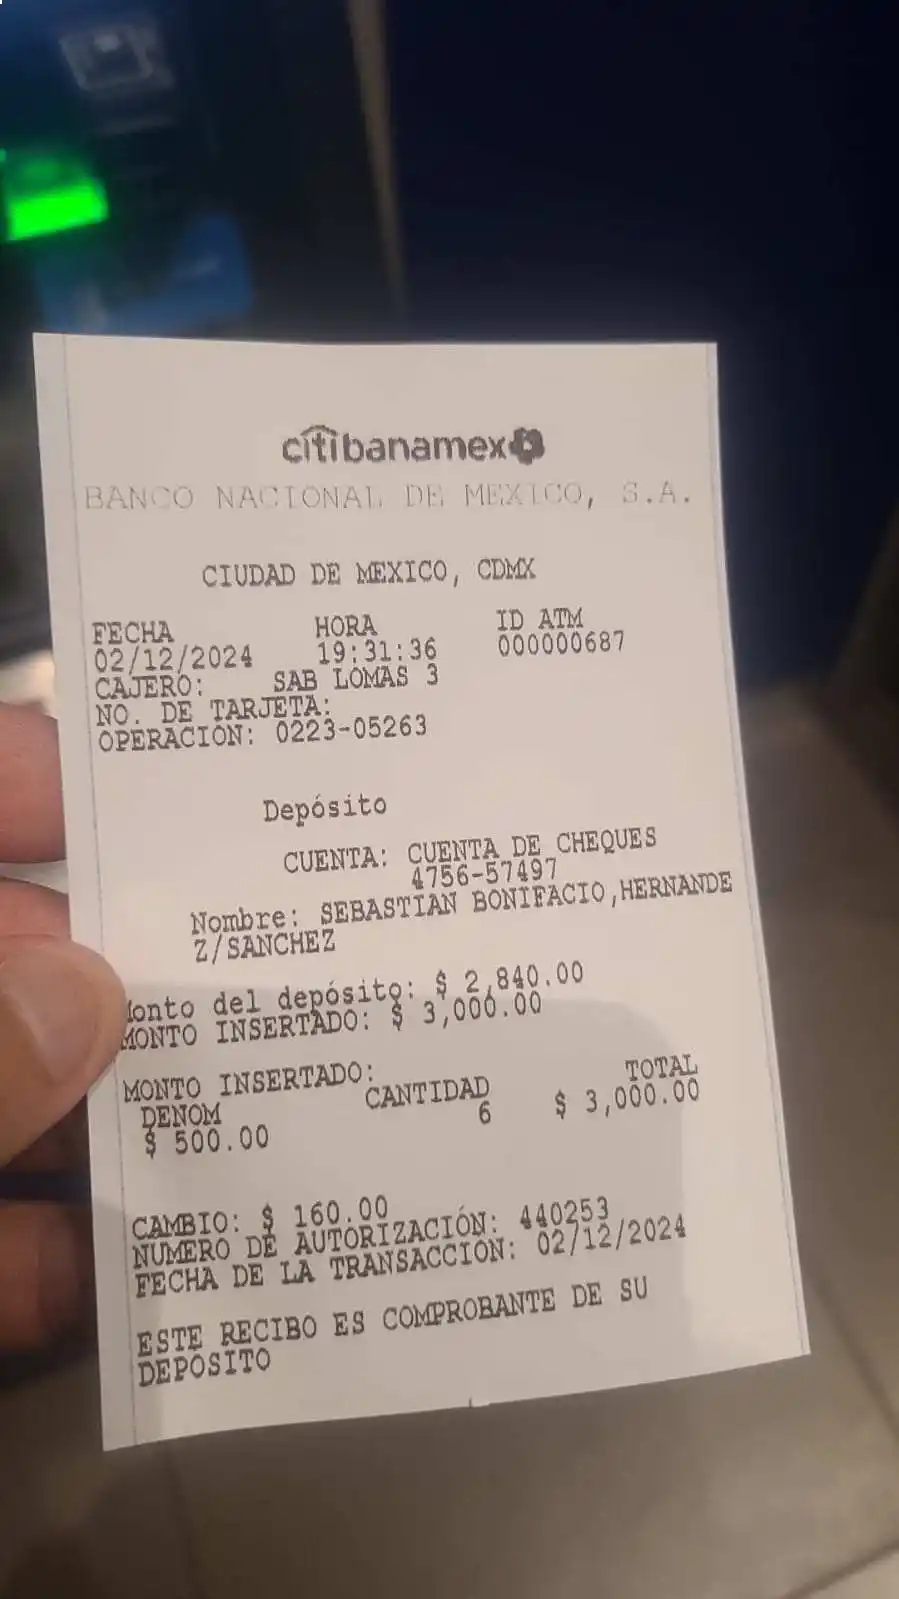 citibanamex
BANCO NACIONAL DE MEXICO, S.A.
CIUDAD DE MEXICO, CDMX
FECHA HORA ID ATM
02/12/2024 19:31:36 000000687
CAJERO: SAB LOMAS 3
NO. DE TARJETA:
OPERACIÓN: 0223-05263
Depósito
CUENTA: CUENTA DE CHEQUES
4756-57497
Nombre: SEBASTIAN BONIFACIO,HERNANDE
Z/SANCHEZ
Monto del depósito: $ 2,840.00
MONTO INSERTADO: $ 3,000.00
MONTO INSERTADO:
DENOM CANTIDAD TOTAL
$ 500.00 6 $ 3,000.00
CAMBIO: $ 160.00
NUMERO DE AUTORIZACIÓN: 440253
FECHA DE LA TRANSACCIÓN: 02/12/2024
ESTE RECIBO ES COMPROBANTE DE SU
DEPÓSITO